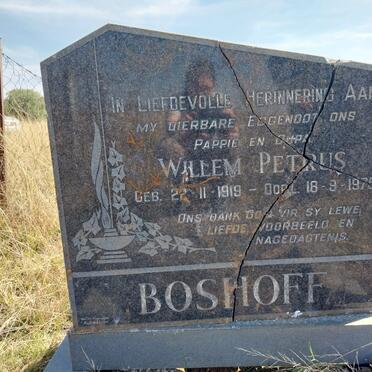 IN LIEFDEVOLLE HERINNERING AAN
MY DIERBARE EGGENOOT ONS
PAPPIE EN OUPA
WILLEM PETRUS
GEB. 22-11-1919 - OORL. 18-9-1975
ONS DANK GOD VIR SY LEWE
LIEFDE, VOORBEELD EN
NAGEDAGTENIS.
BOSHOFF